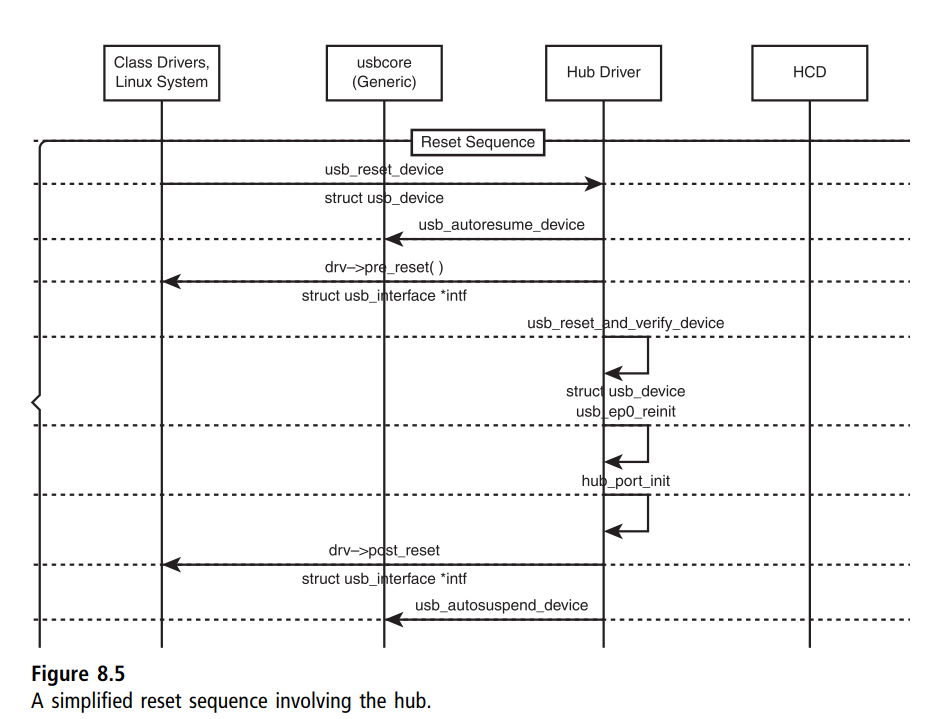 Class Drivers,
Linux System
usbcore
(Generic)
Hub Driver
HCD
Reset Sequence
usb_reset_device
struct usb_device
usb_autoresume_device
drv–>pre_reset( )
struct usb_interface *intf
usb_reset_and_verify_device
struct usb_device
usb_ep0_reinit
hub_port_init
drv–>post_reset
struct usb_interface *intf
usb_autosuspend_device
Figure 8.5
A simplified reset sequence involving the hub.